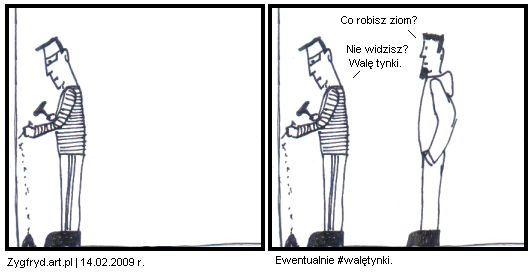 Co robisz ziom?
Nie widzisz?
Walę tynki.
Zygfryd.art.pl | 14.02.2009 r.
Ewentualnie #walętynki.